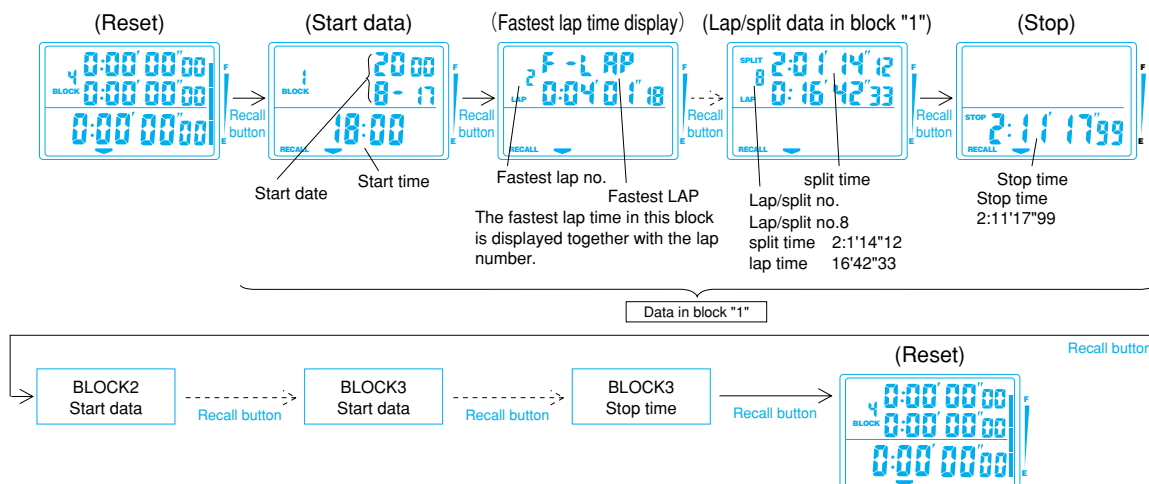 (Reset)
(Start data)
(Fastest lap time display)
(Lap/split data in block "1")
(Stop)
4
BLOCK
0:00'00"00
0:00'00"00
0:00'00"00
F
E
Recall
button
1
BLOCK
2000
8-17
18:00
RECALL
F
E
Start date
Start time
Recall
button
F-LAP
2
LAP
0:04'01"18
RECALL
F
E
Fastest lap no.
Fastest LAP
The fastest lap time in this block
is displayed together with the lap
number.
Recall
button
SPLIT
8
LAP
2:01'14"12
0:16'42"33
RECALL
F
E
split time
Lap/split no.
Lap/split no.8
split time 2:1'14"12
lap time 16'42"33
Recall
button
STOP
2:11'17"99
RECALL
F
E
Stop time
Stop time
2:11'17"99
Data in block "1"
Recall button
BLOCK2
Start data
Recall button
BLOCK3
Start data
Recall button
BLOCK3
Stop time
Recall button
(Reset)
4
BLOCK
0:00'00"00
0:00'00"00
0:00'00"00
F
E